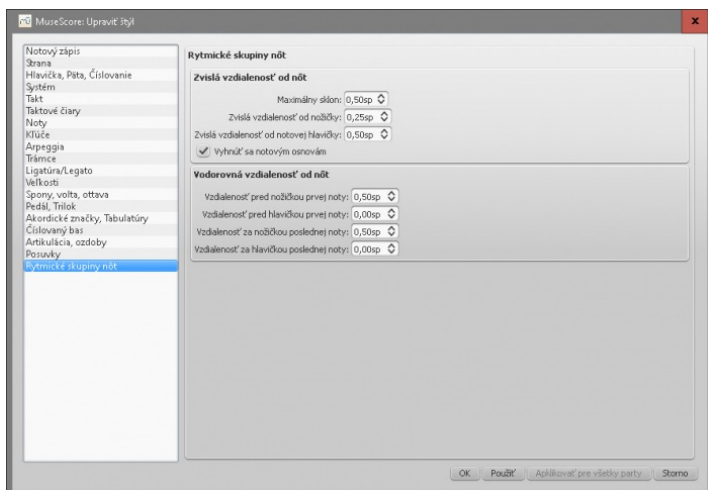 MuseScore: Upraviť štýl
Notový zápis
Strana
Hlavička, Päta, Číslovanie
Systém
Takt
Taktové čiary
Noty
Kľúče
Arpeggia
Trámce
Ligatúra/Legato
Veľkosti
Spony, volta, ottava
Pedál, Trilok
Akordické značky, Tabulatúry
Číslovaný bas
Artikulácia, ozdoby
Posuvky
Rytmické skupiny nôt
Rytmické skupiny nôt
Zvislá vzdialenosť od nôt
Maximálny sklon: 0,50sp
Zvislá vzdialenosť od nožičky: 0,25sp
Zvislá vzdialenosť od notovej hlavičky: 0,50sp
Vyhnúť sa notovým osnovám
Vodorovná vzdialenosť od nôt
Vzdialenosť pred nožičkou prvej noty: 0,50sp
Vzdialenosť pred hlavičkou prvej noty: 0,00sp
Vzdialenosť za nožičkou poslednej noty: 0,50sp
Vzdialenosť za hlavičkou poslednej noty: 0,00sp
OK Použiť Aplikovať pre všetky party Storno